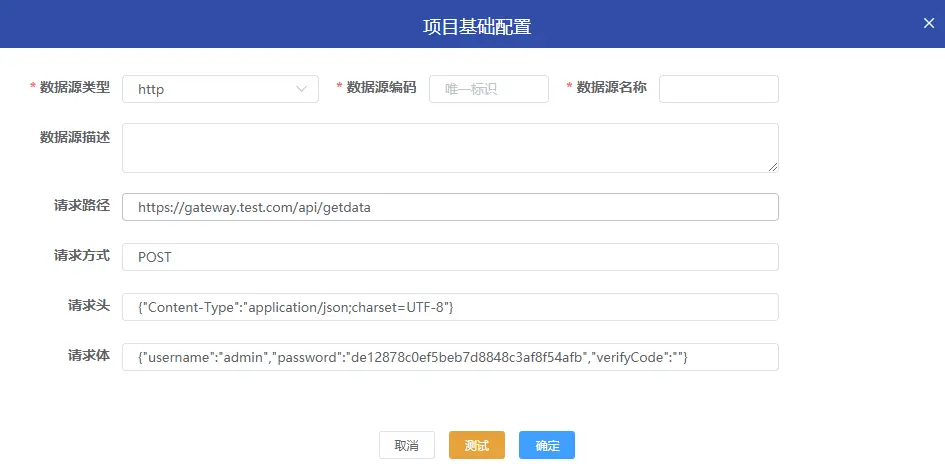 项目基础配置
* 数据源类型 http * 数据源编码 唯一标识 * 数据源名称
数据源描述
请求路径 https://gateway.test.com/api/getdata
请求方式 POST
请求头 {"Content-Type":"application/json;charset=UTF-8"}
请求体 {"username":"admin","password":"de12878c0ef5beb7d8848c3af8f54afb","verifyCode":""}
取消 测试 确定